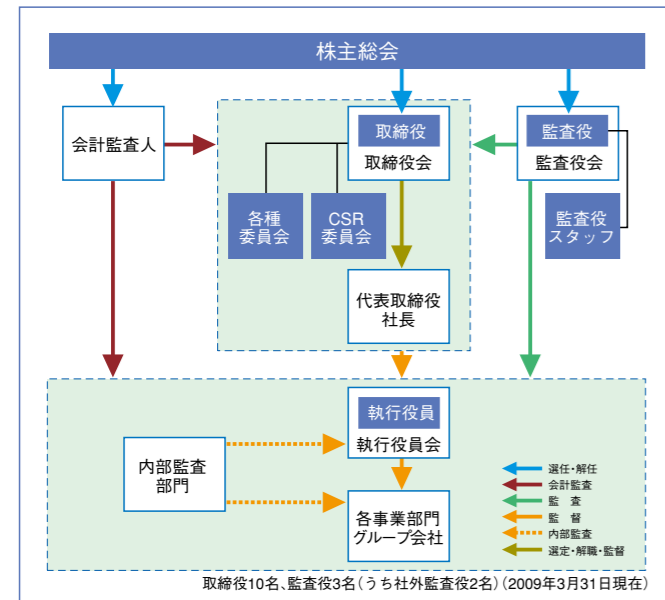 株主総会
会計監査人
取締役
取締役会
監査役
監査役会
各種
委員会
CSR
委員会
監査役
スタッフ
代表取締役
社長
執行役員
執行役員会
内部監査
部門
各事業部門
グループ会社
選任・解任
会計監査
監　査
監　督
内部監査
選定・解職・監督
取締役10名、監査役3名(うち社外監査役2名)(2009年3月31日現在)